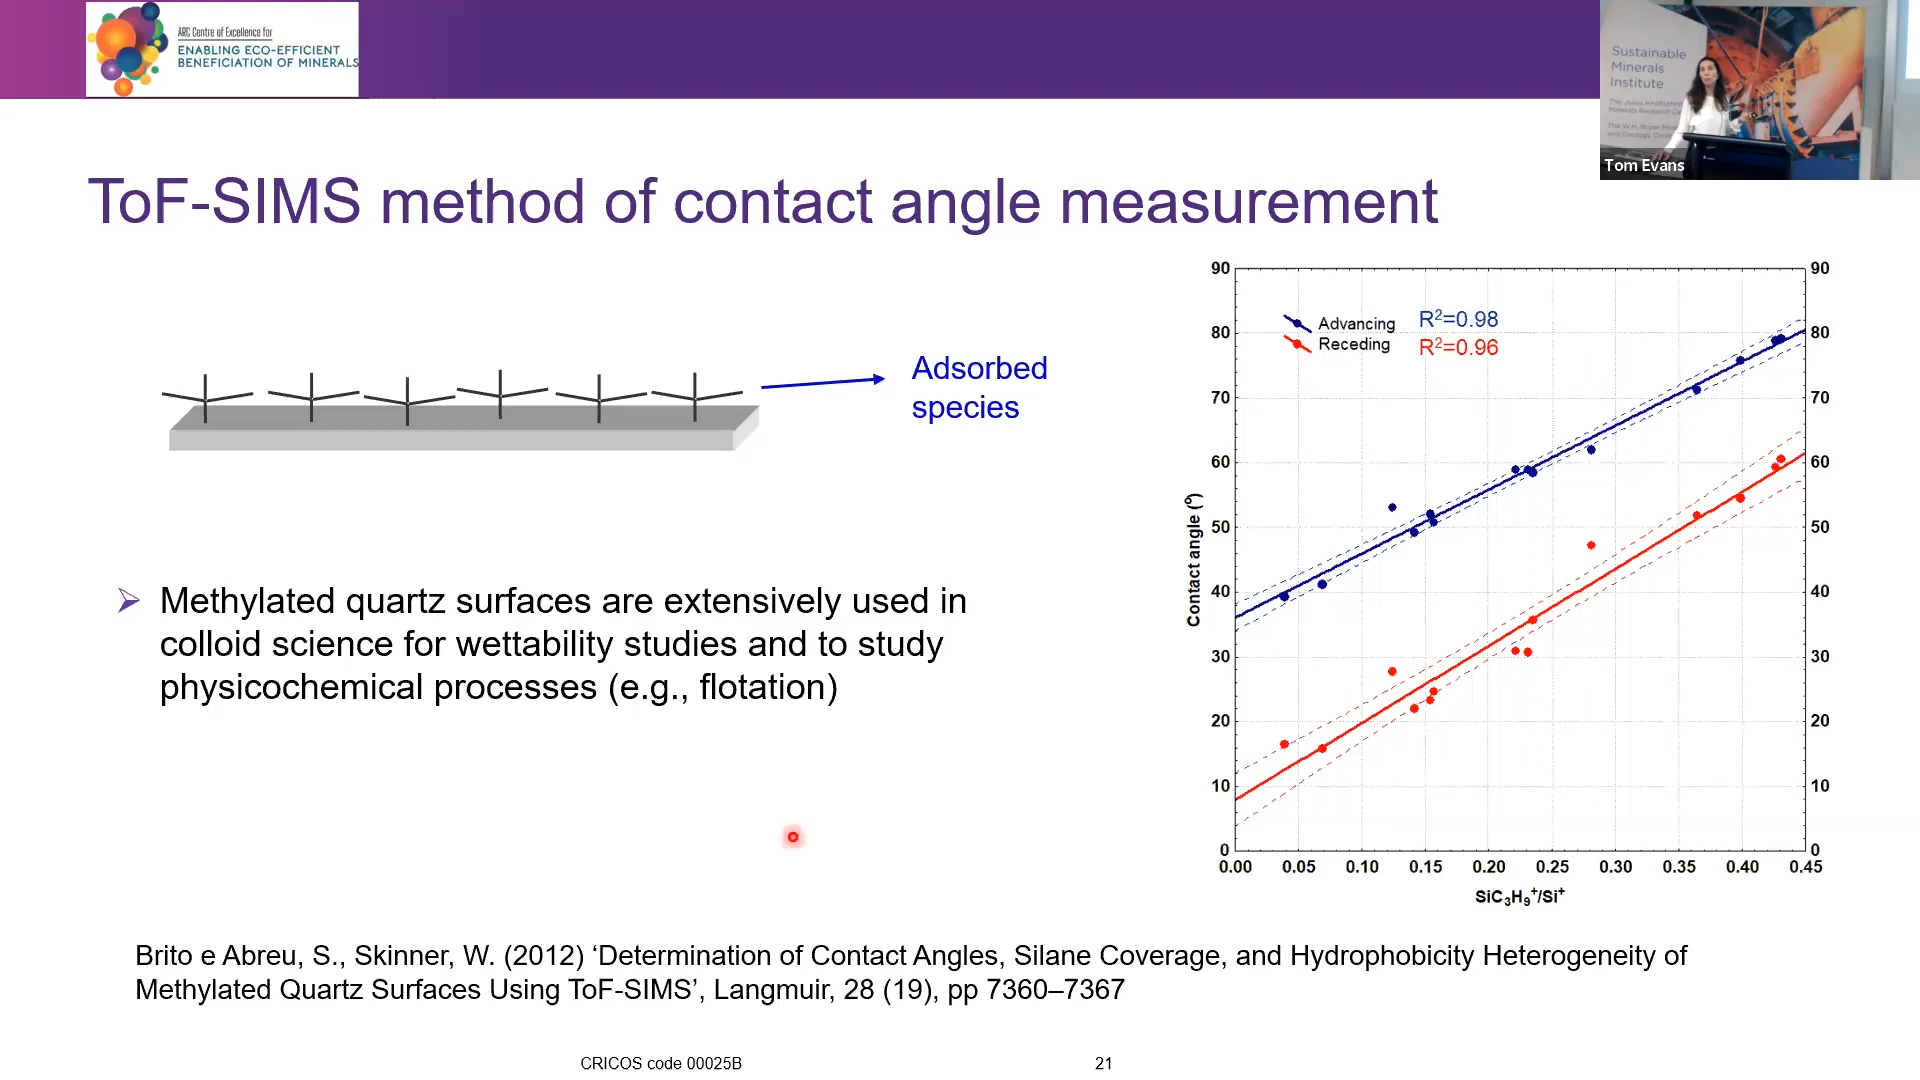 ARC Centre of Excellence for
ENABLING ECO-EFFICIENT
BENEFICIATION OF MINERALS
Sustainable
Minerals
Institute
Tom Evans
ToF-SIMS method of contact angle measurement
Adsorbed
species
Methylated quartz surfaces are extensively used in
colloid science for wettability studies and to study
physicochemical processes (e.g., flotation)
Advancing R²=0.98
Receding R²=0.96
Contact angle (º)
90 90
80 80
70 70
60 60
50 50
40 40
30 30
20 20
10 10
0 0
0.00 0.05 0.10 0.15 0.20 0.25 0.30 0.35 0.40 0.45
SiC₃H₉⁺/Si⁺
Brito e Abreu, S., Skinner, W. (2012) ‘Determination of Contact Angles, Silane Coverage, and Hydrophobicity Heterogeneity of
Methylated Quartz Surfaces Using ToF-SIMS’, Langmuir, 28 (19), pp 7360–7367
CRICOS code 00025B
21